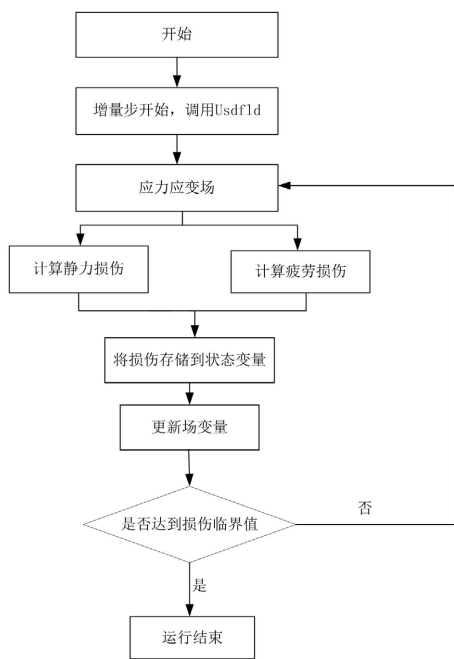 开始
增量步开始，调用Usdfld
应力应变场
计算静力损伤
计算疲劳损伤
将损伤存储到状态变量
更新场变量
是否达到损伤临界值
否
是
运行结束